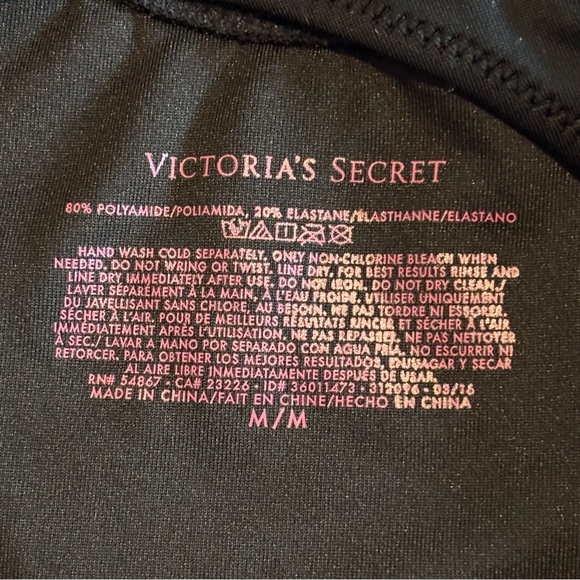 VICTORIA'S SECRET
80% POLYAMIDE/POLIAMIDA, 20% ELASTANE/ÉLASTHANNE/ELASTANO
HAND WASH COLD SEPARATELY. ONLY NON-CHLORINE BLEACH WHEN
NEEDED. DO NOT WRING OR TWIST. LINE DRY. FOR BEST RESULTS RINSE AND
LINE DRY IMMEDIATELY AFTER USE. DO NOT IRON. DO NOT DRY CLEAN./
LAVER SÉPARÉMENT À LA MAIN, À L'EAU FROIDE. UTILISER UNIQUEMENT
DU JAVELLISANT SANS CHLORE, AU BESOIN. NE PAS TORDRE NI ESSORER.
SÉCHER À L'AIR. POUR DE MEILLEURS RÉSULTATS RINCER ET SÉCHER À L'AIR
IMMÉDIATEMENT APRÈS L'UTILISATION. NE PAS REPASSER. NE PAS NETTOYER
À SEC./ LAVAR A MANO POR SEPARADO CON AGUA FRÍA. NO ESCURRIR NI
RETORCER. PARA OBTENER LOS MEJORES RESULTADOS, ENJUAGAR Y SECAR
AL AIRE LIBRE INMEDIATAMENTE DESPUÉS DE USAR.
RN# 54867 • CA# 23226 • ID# 36011473 • 312096 • 03/16
MADE IN CHINA/FAIT EN CHINE/HECHO EN CHINA
M/M